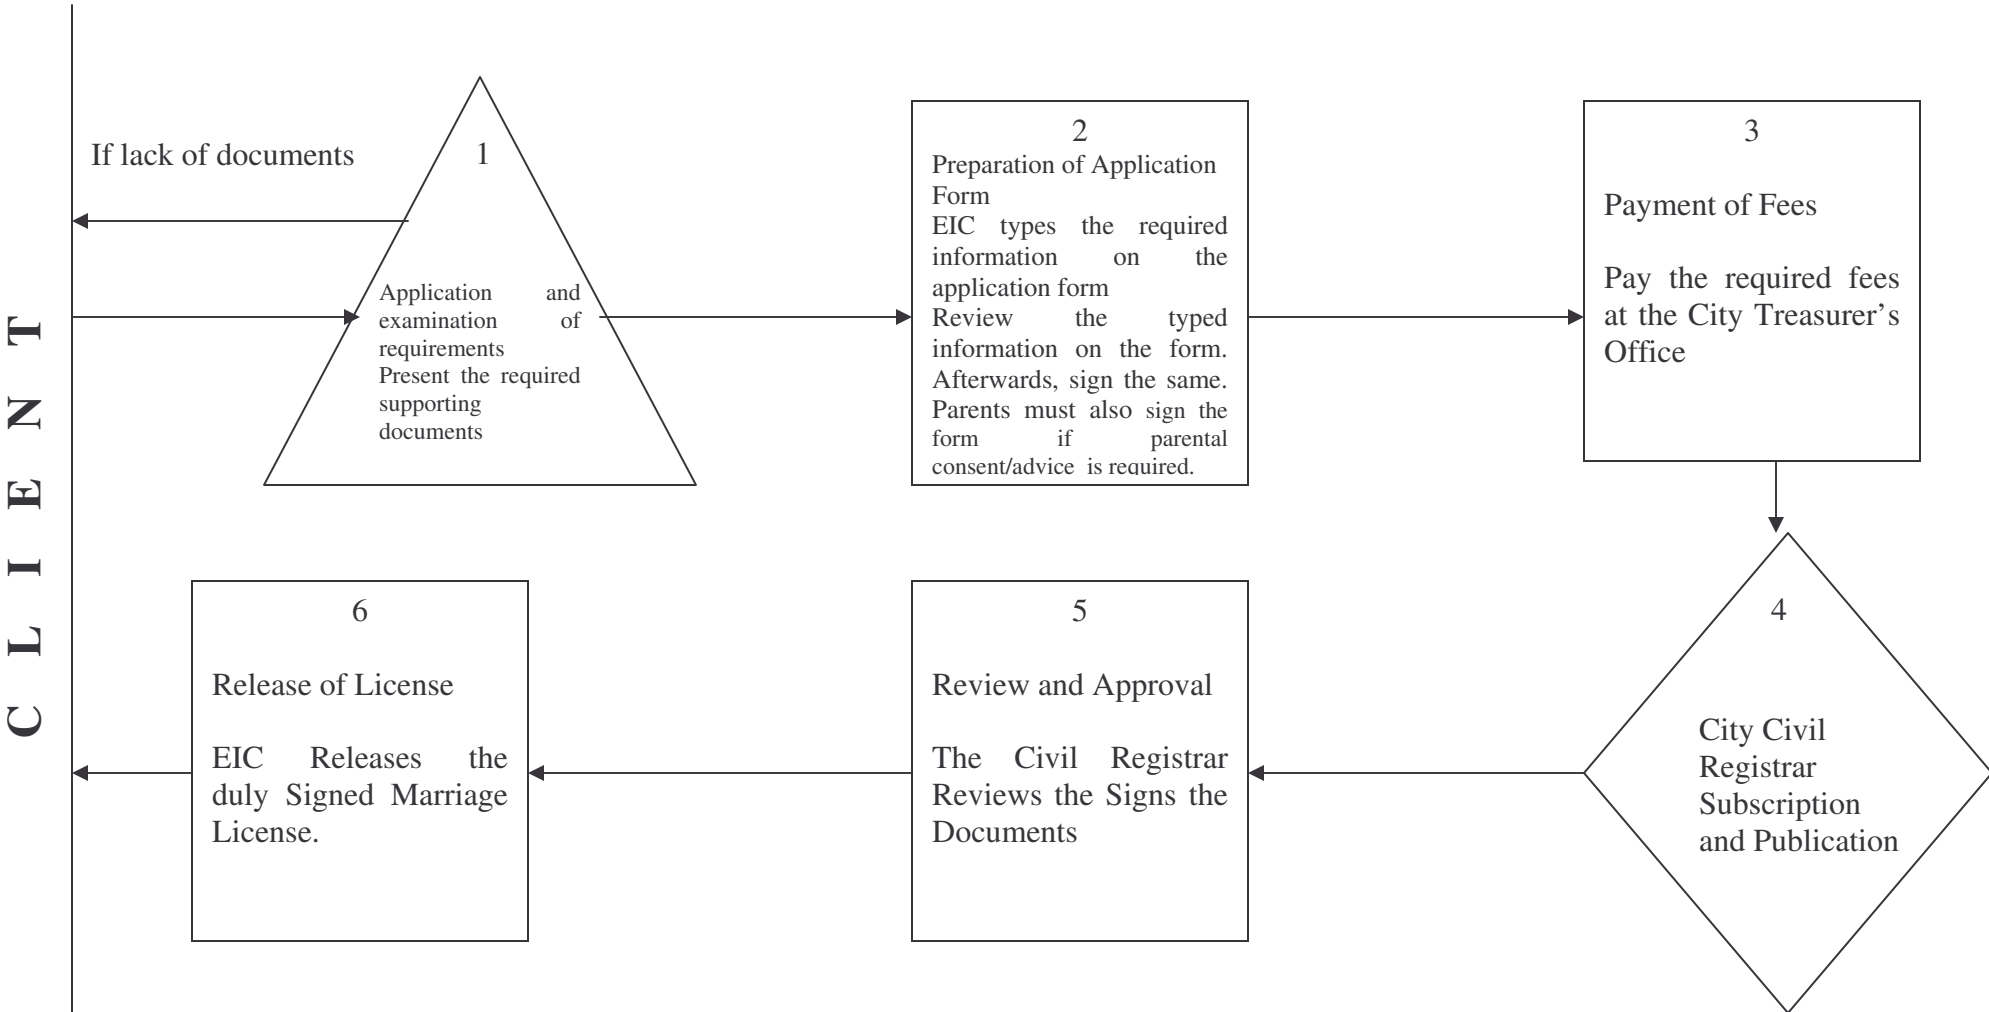 CLIENT
If lack of documents
1
Application and
examination of
requirements
Present the required
supporting
documents
2
Preparation of Application
Form
EIC types the required
information on the
application form
Review the typed
information on the form.
Afterwards, sign the same.
Parents must also sign the
form if parental
consent/advice is required.
3
Payment of Fees
Pay the required fees
at the City Treasurer’s
Office
4
City Civil
Registrar
Subscription
and Publication
5
Review and Approval
The Civil Registrar
Reviews the Signs the
Documents
6
Release of License
EIC Releases the
duly Signed Marriage
License.